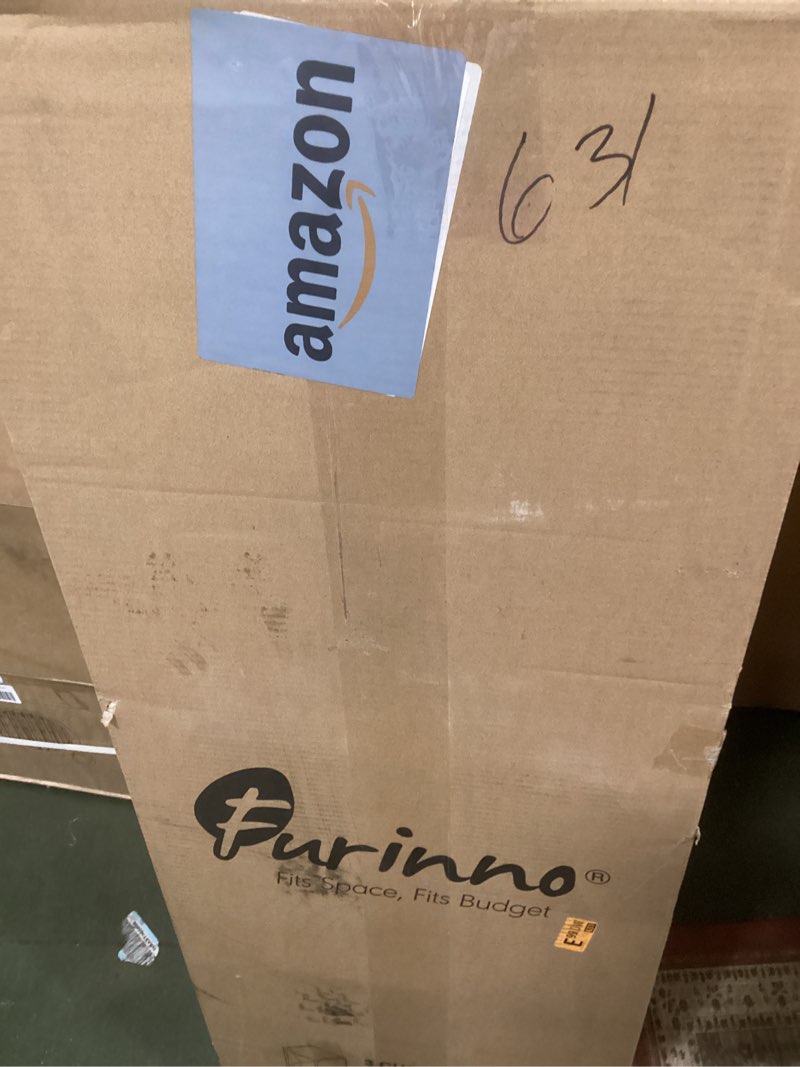 amazon
631
Furinno®
Fits Space, Fits Budget
E